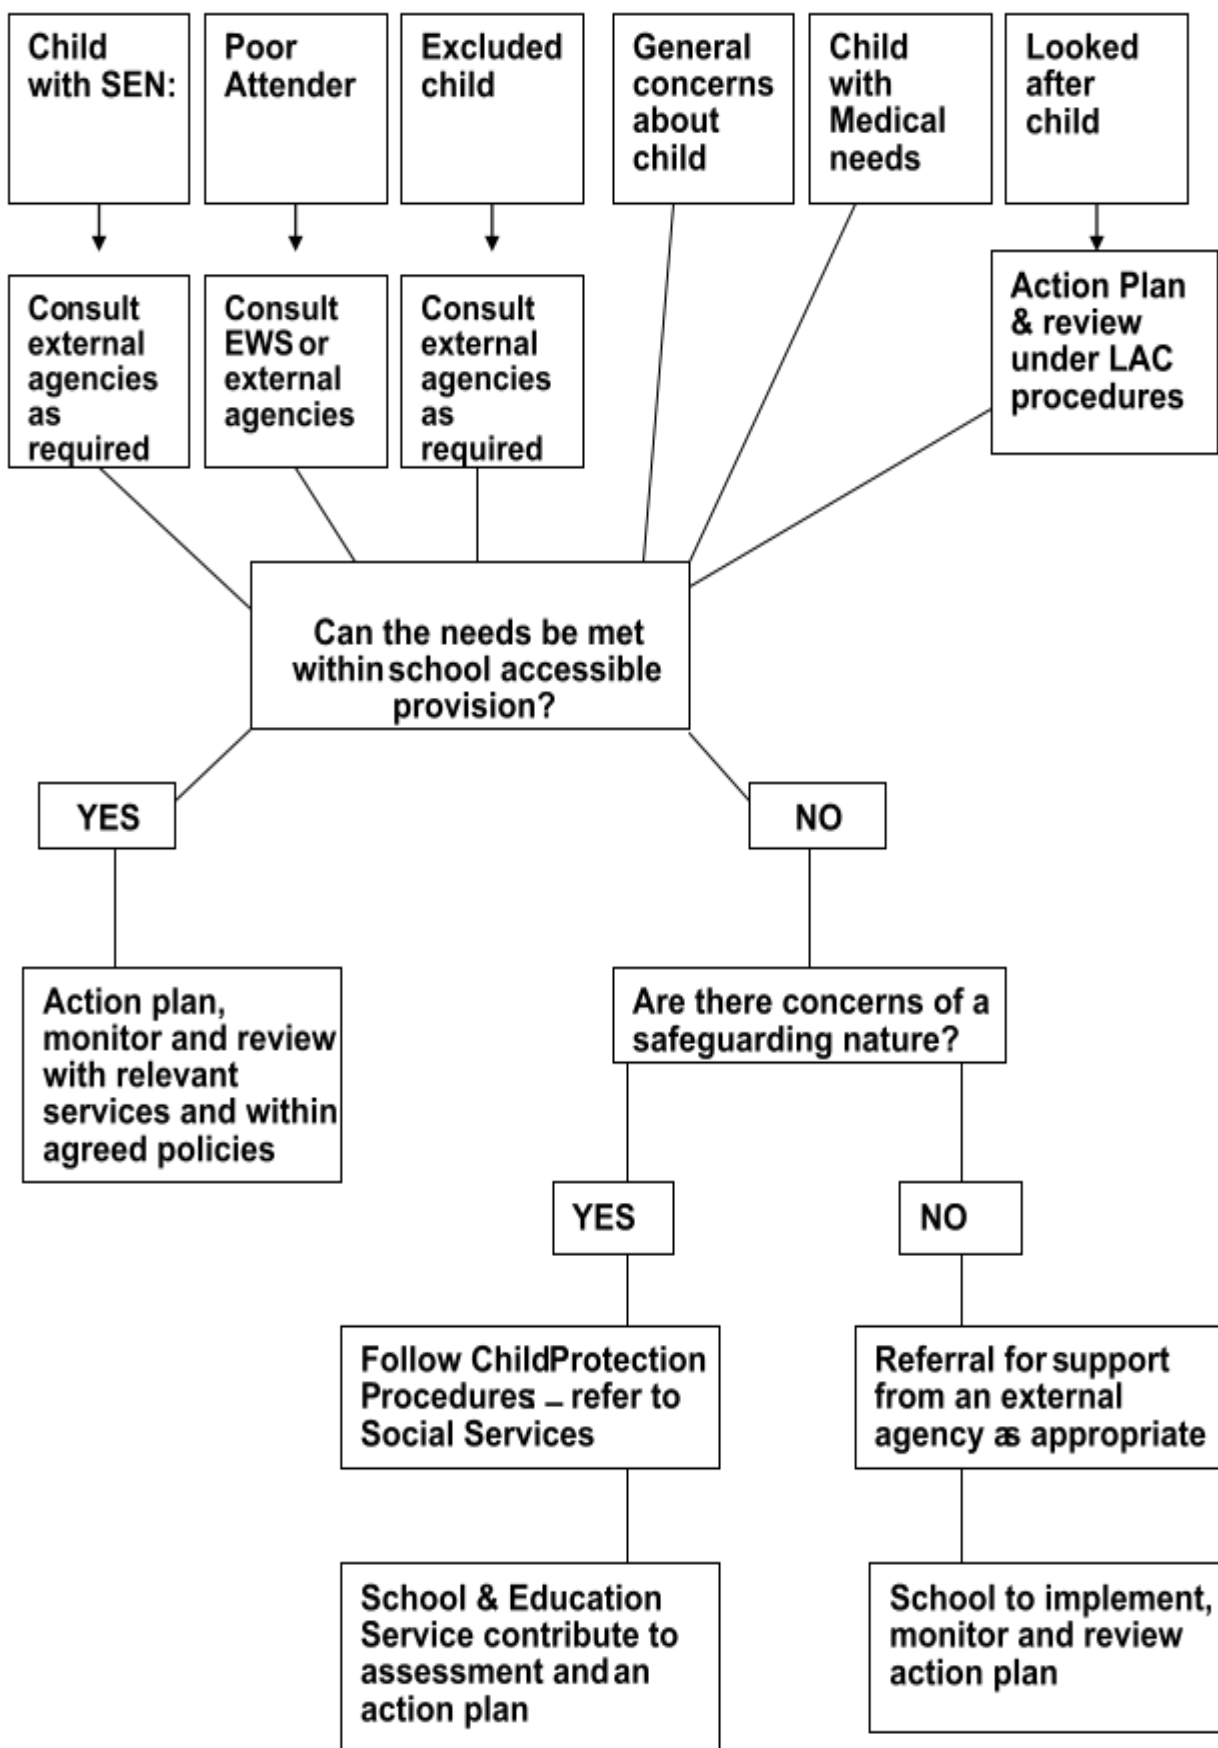 Child
with SEN:
Poor
Attender
Excluded
child
General
concerns
about
child
Child
with
Medical
needs
Looked
after
child
Consult
external
agencies
as
required
Consult
EWS or
external
agencies
Consult
external
agencies
as
required
Action Plan
& review
under LAC
procedures
Can the needs be met
within school accessible
provision?
YES
NO
Action plan,
monitor and review
with relevant
services and within
agreed policies
Are there concerns of a
safeguarding nature?
YES
NO
Follow Child Protection
Procedures: – refer to
Social Services
Referral for support
from an external
agency as appropriate
School & Education
Service contribute to
assessment and an
action plan
School to implement,
monitor and review
action plan